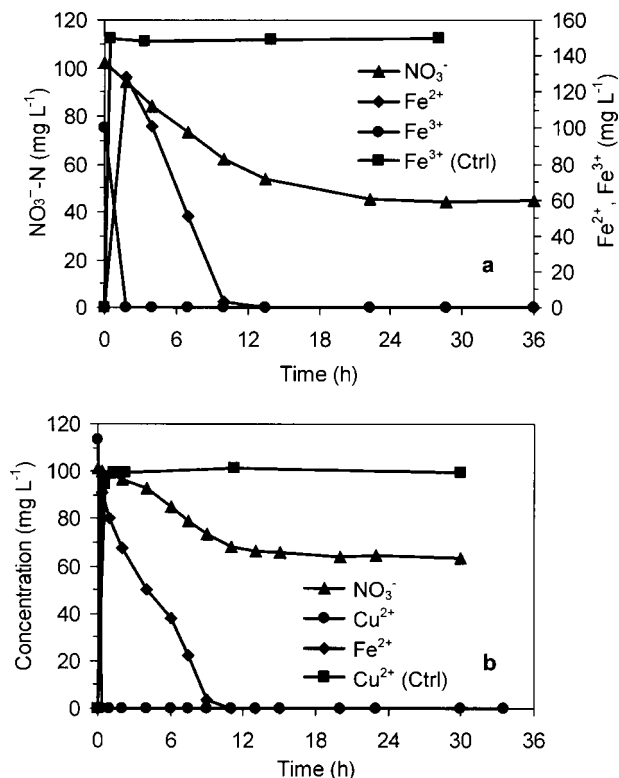 120
100
80
60
40
20
0
NO₃⁻-N (mg L⁻¹)
160
140
120
100
80
60
40
20
0
Fe²⁺, Fe³⁺ (mg L⁻¹)
NO₃⁻
Fe²⁺
Fe³⁺
Fe³⁺ (Ctrl)
a
0 6 12 18 24 30 36
Time (h)
120
100
80
60
40
20
0
Concentration (mg L⁻¹)
NO₃⁻
Cu²⁺
Fe²⁺
Cu²⁺ (Ctrl)
b
0 6 12 18 24 30 36
Time (h)